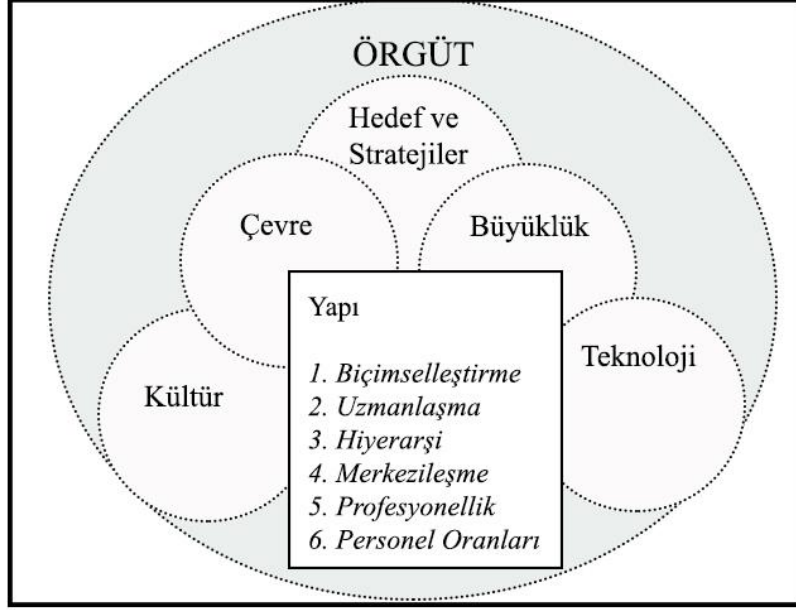 ÖRGÜT
Hedef ve
Stratejiler
Çevre
Büyüklük
Kültür
Teknoloji
Yapı
1. Biçimselleştirme
2. Uzmanlaşma
3. Hiyerarşi
4. Merkezileşme
5. Profesyonellik
6. Personel Oranları